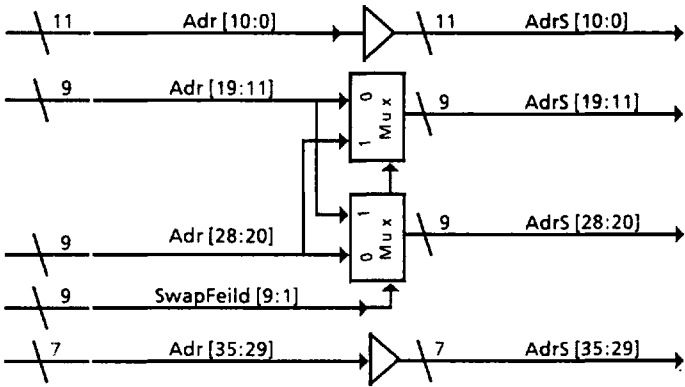 11 Adr [10:0] 11 AdrS [10:0]
9 Adr [19:11] 0 1 Mux 9 AdrS [19:11]
9 Adr [28:20] 1 0 Mux 9 AdrS [28:20]
9 SwapFeild [9:1]
7 Adr [35:29] 7 AdrS [35:29]